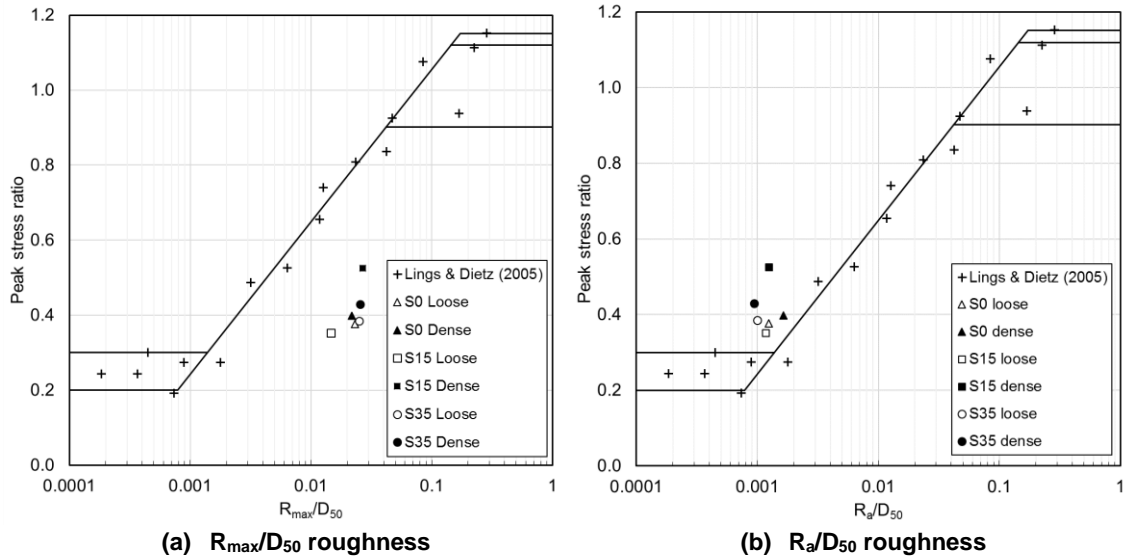 1.2
1.0
0.8
0.6
0.4
0.2
0.0
Peak stress ratio
+ Lings & Dietz (2005)
△ S0 Loose
▲ S0 Dense
□ S15 Loose
■ S15 Dense
○ S35 Loose
● S35 Dense
0.0001 0.001 0.01 0.1 1
Rmax/D50
(a) Rmax/D50 roughness
1.2
1.0
0.8
0.6
0.4
0.2
0.0
Peak stress ratio
+ Lings & Dietz (2005)
△ S0 loose
▲ S0 dense
□ S15 loose
■ S15 dense
○ S35 loose
● S35 dense
0.0001 0.001 0.01 0.1 1
Ra/D50
(b) Ra/D50 roughness